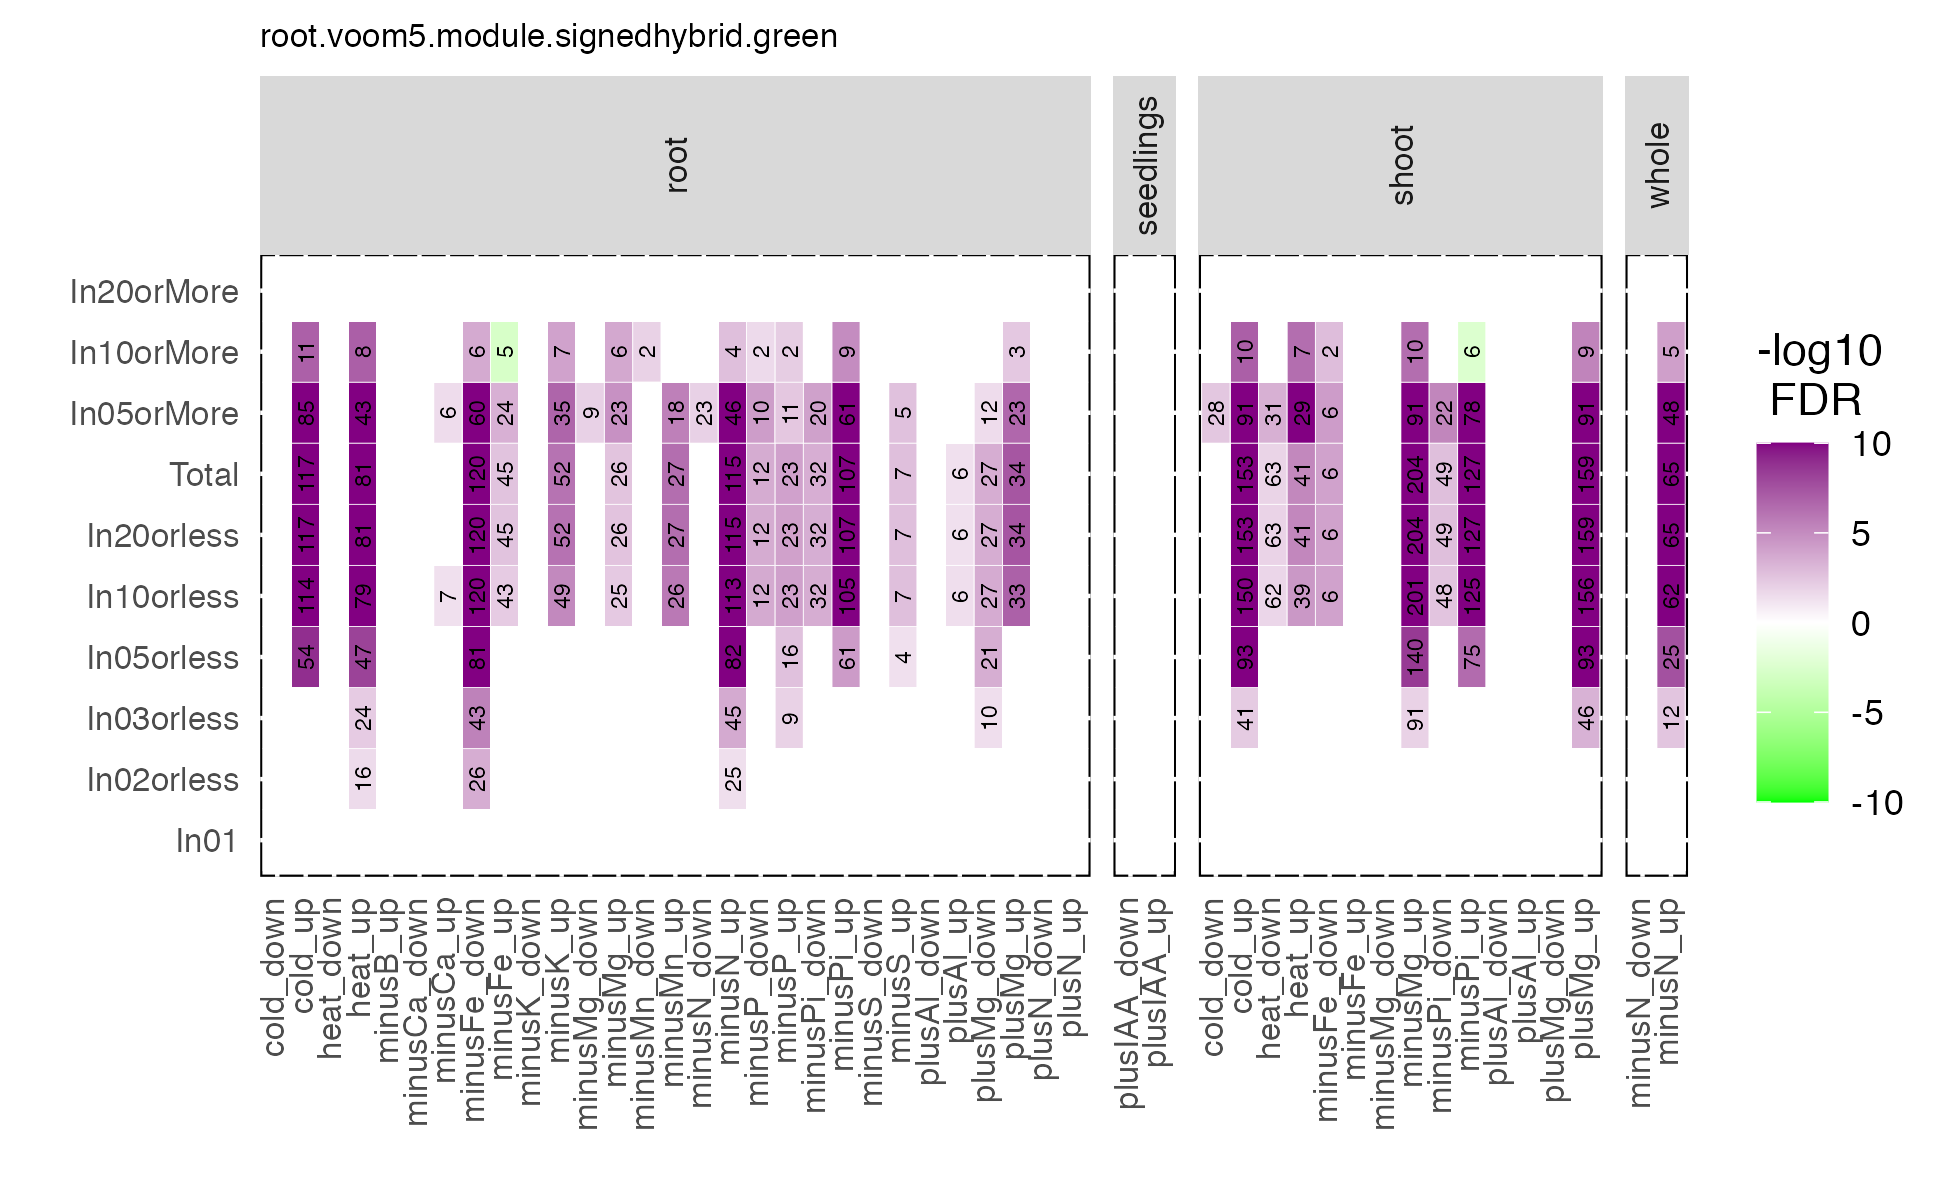 root.voom5.module.signedhybrid.green
root seedlings shoot whole
In20orMore
In10orMore 11 8 6 5 7 6 2 4 2 2 9 3 10 7 2 10 6 9 5
In05orMore 85 43 6 60 24 35 9 23 18 23 46 10 11 20 61 5 12 23 28 91 31 29 6 91 22 78 91 48
Total 117 81 120 45 52 26 27 115 12 23 32 107 7 6 27 34 153 63 41 6 204 49 127 159 65
In20orless 117 81 120 45 52 26 27 115 12 23 32 107 7 6 27 34 153 63 41 6 204 49 127 159 65
In10orless 114 79 7 120 43 49 25 26 113 12 23 32 105 7 6 27 33 150 62 39 6 201 48 125 156 62
In05orless 54 47 81 82 16 61 4 21 93 140 75 93 25
In03orless 24 43 45 9 10 41 91 46 12
In02orless 16 26 25
In01
cold_down
cold_up
heat_down
heat_up
minusB_up
minusCa_down
minusCa_up
minusFe_down
minusFe_up
minusK_down
minusK_up
minusMg_down
minusMg_up
minusMn_down
minusMn_up
minusN_down
minusN_up
minusP_down
minusP_up
minusPi_down
minusPi_up
minusS_down
minusS_up
plusAl_down
plusAl_up
plusMg_down
plusMg_up
plusN_down
plusN_up
plusIAA_down
plusIAA_up
cold_down
cold_up
heat_down
heat_up
minusFe_down
minusFe_up
minusMg_down
minusMg_up
minusPi_down
minusPi_up
plusAl_down
plusAl_up
plusMg_down
plusMg_up
minusN_down
minusN_up
-log10
FDR
10
5
0
-5
-10